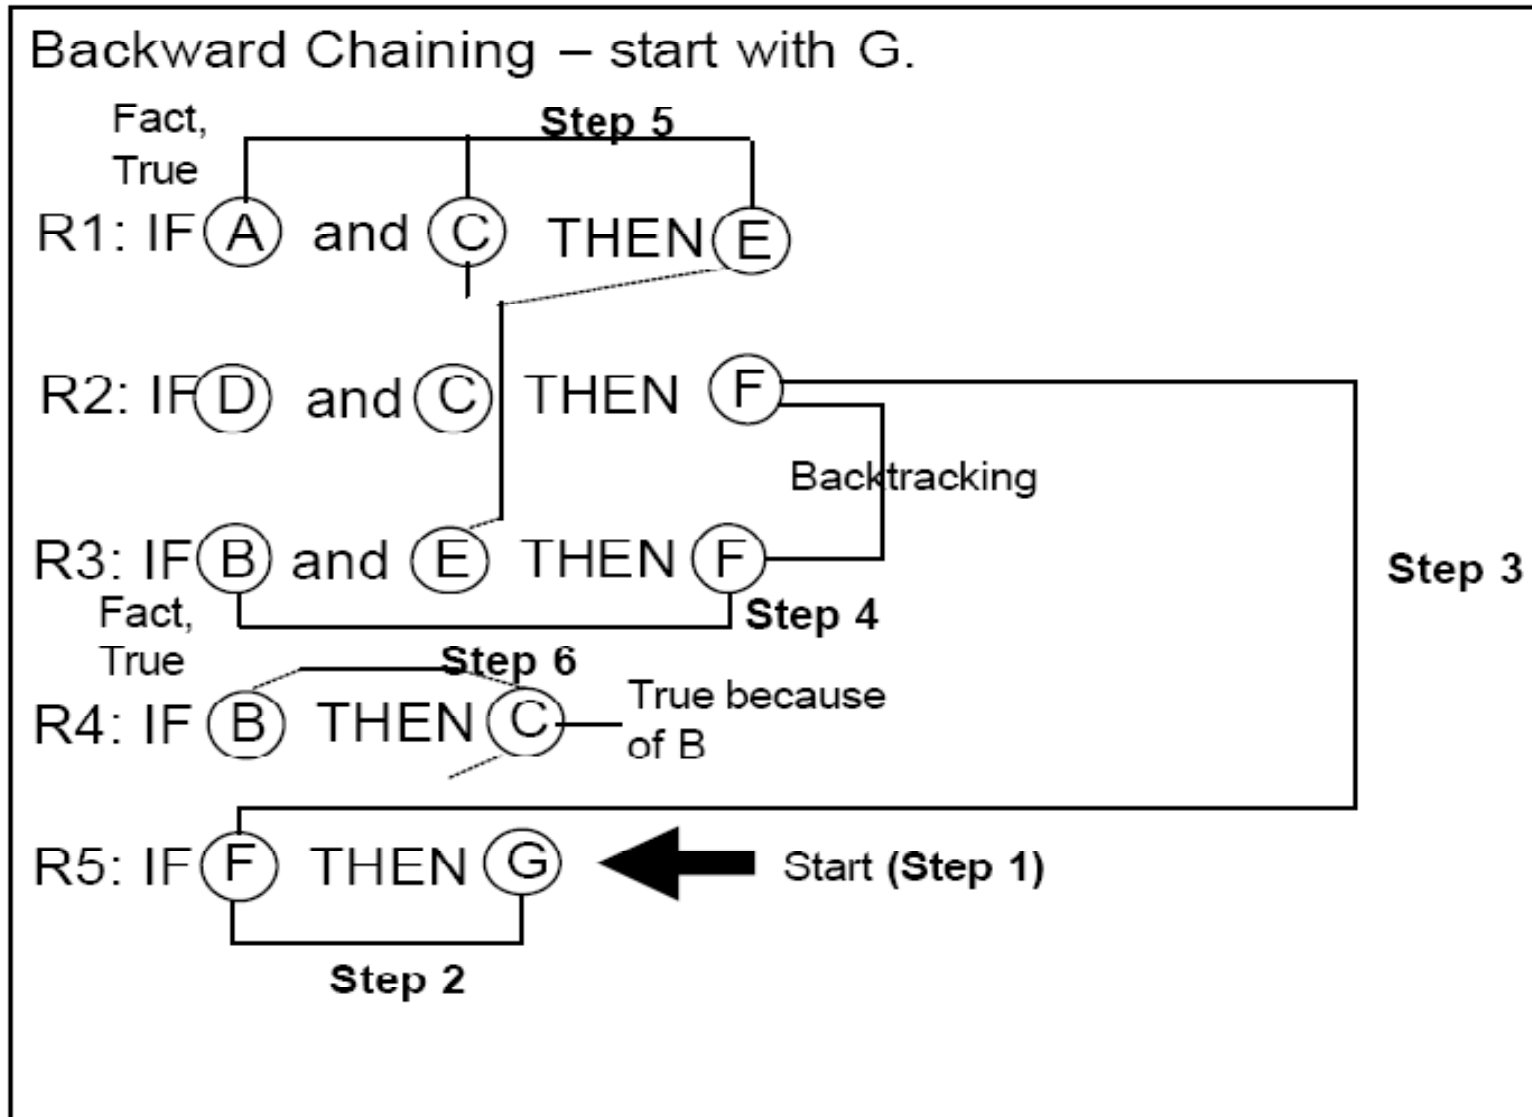 Backward Chaining – start with G.
Fact,
True
Step 5
R1: IF A and C THEN E
R2: IF D and C THEN F
Backtracking
R3: IF B and E THEN F
Step 3
Fact,
True
Step 4
Step 6
R4: IF B THEN C
True because
of B
R5: IF F THEN G
Start (Step 1)
Step 2